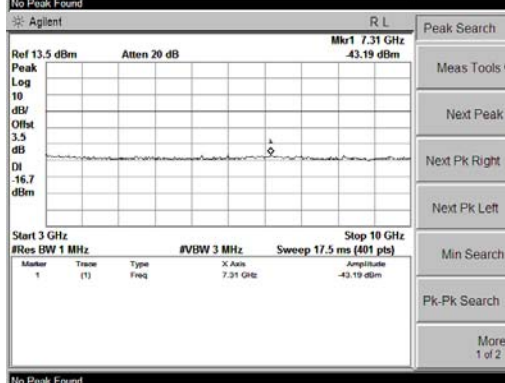 No Peak Found
Agilent R L
Mkr1 7.31 GHz
Ref 13.5 dBm Atten 20 dB -43.19 dBm
Peak
Log
10
dB/
Offst
3.5
dB
DI
-16.7
dBm
1
Start 3 GHz Stop 10 GHz
#Res BW 1 MHz #VBW 3 MHz Sweep 17.5 ms (401 pts)
Marker Trace Type X Axis Amplitude
1 (1) Freq 7.31 GHz -43.19 dBm
Peak Search
Meas Tools
Next Peak
Next Pk Right
Next Pk Left
Min Search
Pk-Pk Search
More
1 of 2
No Peak Found